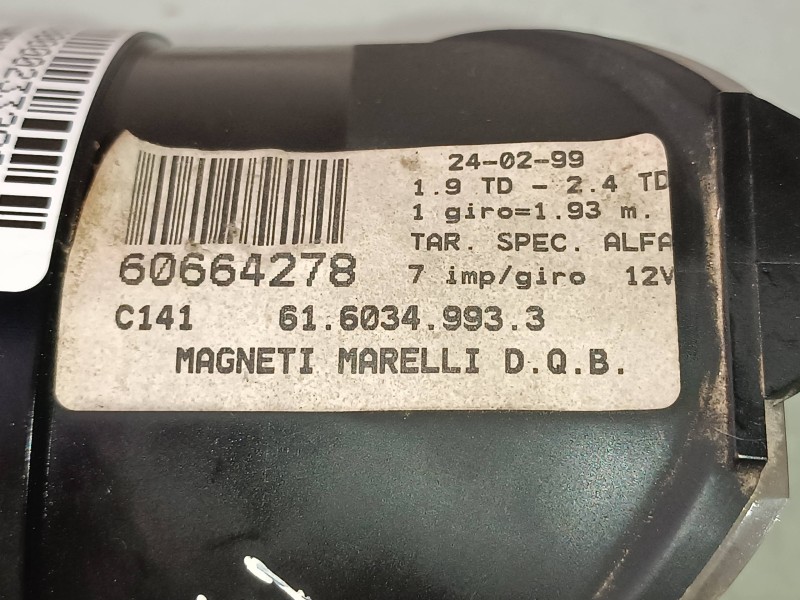 24-02-99
1.9 TD - 2.4 TD
1 giro=1.93 m.
TAR. SPEC. ALFA
60664278 7 imp/giro 12V
C141 61.6034.993.3
MAGNETI MARELLI D.Q.B.